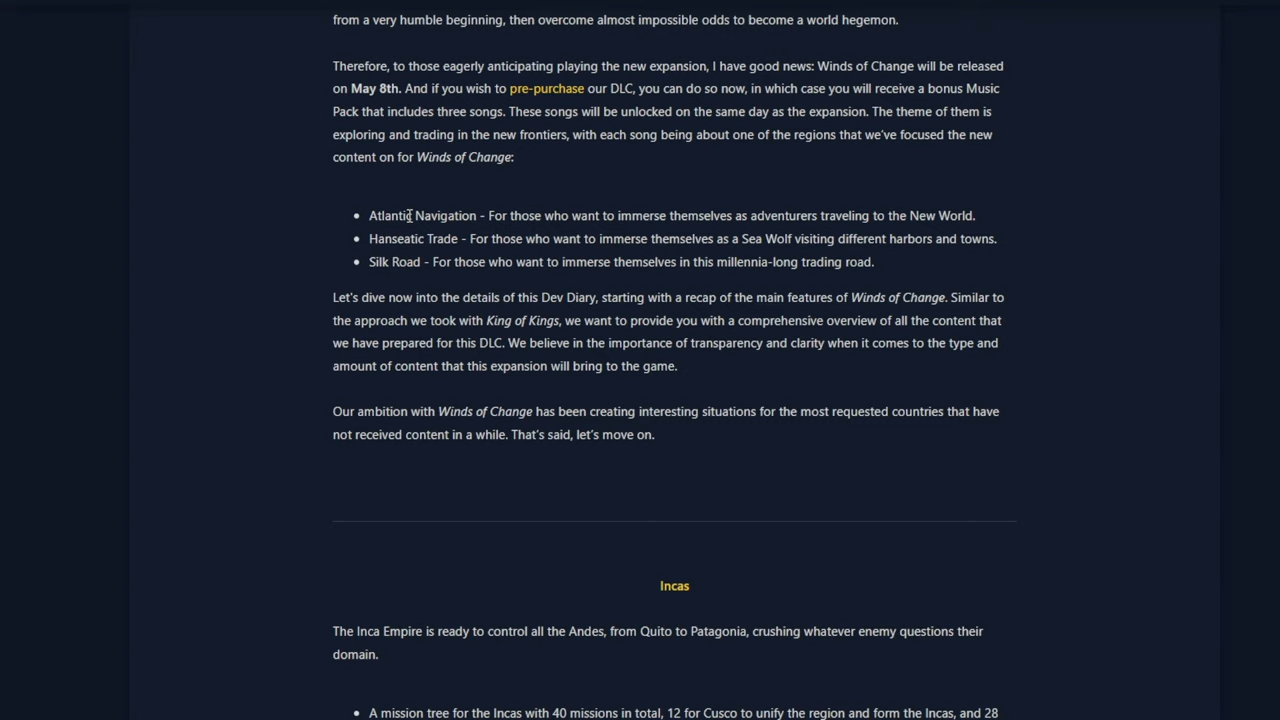 from a very humble beginning, then overcome almost impossible odds to become a world hegemon.
Therefore, to those eagerly anticipating playing the new expansion, I have good news: Winds of Change will be released
on May 8th. And if you wish to pre-purchase our DLC, you can do so now, in which case you will receive a bonus Music
Pack that includes three songs. These songs will be unlocked on the same day as the expansion. The theme of them is
exploring and trading in the new frontiers, with each song being about one of the regions that we've focused the new
content on for Winds of Change:
• Atlantic Navigation - For those who want to immerse themselves as adventurers traveling to the New World.
• Hanseatic Trade - For those who want to immerse themselves as a Sea Wolf visiting different harbors and towns.
• Silk Road - For those who want to immerse themselves in this millennia-long trading road.
Let's dive now into the details of this Dev Diary, starting with a recap of the main features of Winds of Change. Similar to
the approach we took with King of Kings, we want to provide you with a comprehensive overview of all the content that
we have prepared for this DLC. We believe in the importance of transparency and clarity when it comes to the type and
amount of content that this expansion will bring to the game.
Our ambition with Winds of Change has been creating interesting situations for the most requested countries that have
not received content in a while. That's said, let's move on.
Incas
The Inca Empire is ready to control all the Andes, from Quito to Patagonia, crushing whatever enemy questions their
domain.
• A mission tree for the Incas with 40 missions in total, 12 for Cusco to unify the region and form the Incas, and 28